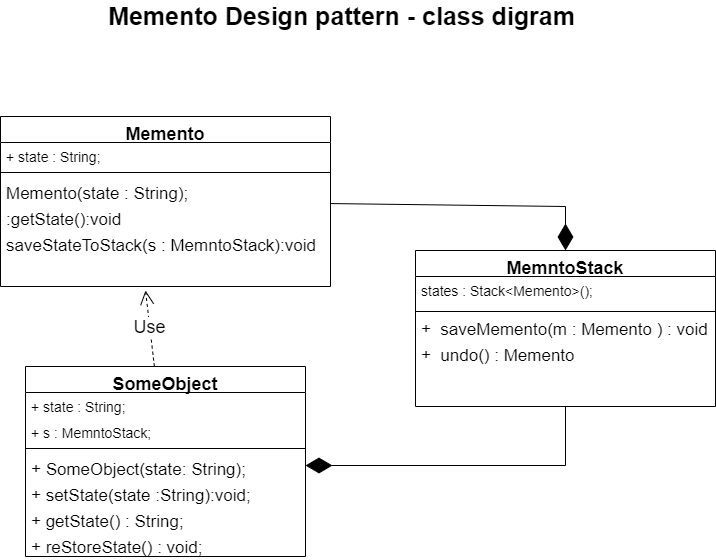 Memento Design pattern - class digram
Memento
+ state : String;
Memento(state : String);
:getState():void
saveStateToStack(s : MemntoStack):void
MemntoStack
states : Stack<Memento>();
+ saveMemento(m : Memento ) : void
+ undo() : Memento
Use
SomeObject
+ state : String;
+ s : MemntoStack;
+ SomeObject(state: String);
+ setState(state :String):void;
+ getState() : String;
+ reStoreState() : void;